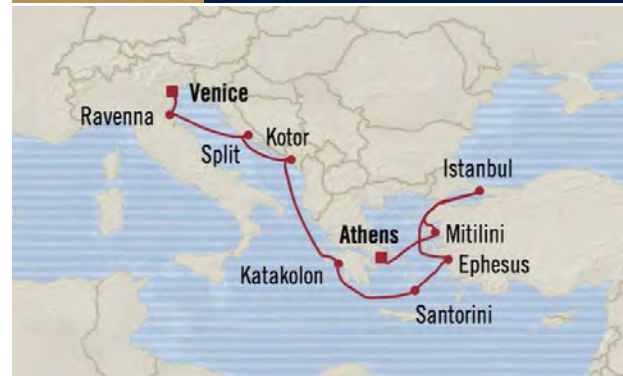 Venice
Ravenna
Kotor
Split
Istanbul
Athens
Mitilini
Ephesus
Katakolon
Santorini